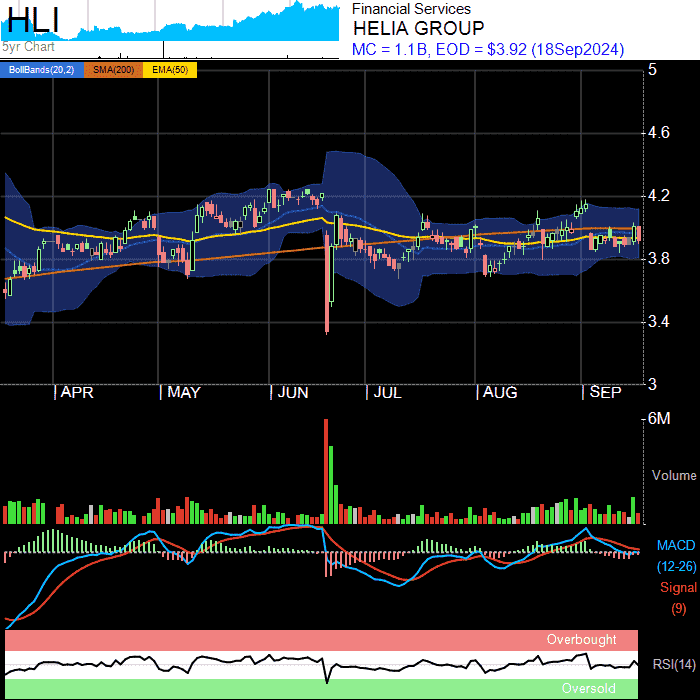 HLI
5yr Chart
Financial Services
HELIA GROUP
MC = 1.1B, EOD = $3.92 (18Sep2024)
BollBands(20,2) SMA(200) EMA(50)
5
4.6
4.2
3.8
3.4
3
APR MAY JUN JUL AUG SEP
6M
Volume
MACD
(12-26)
Signal
(9)
Overbought
RSI(14)
Oversold